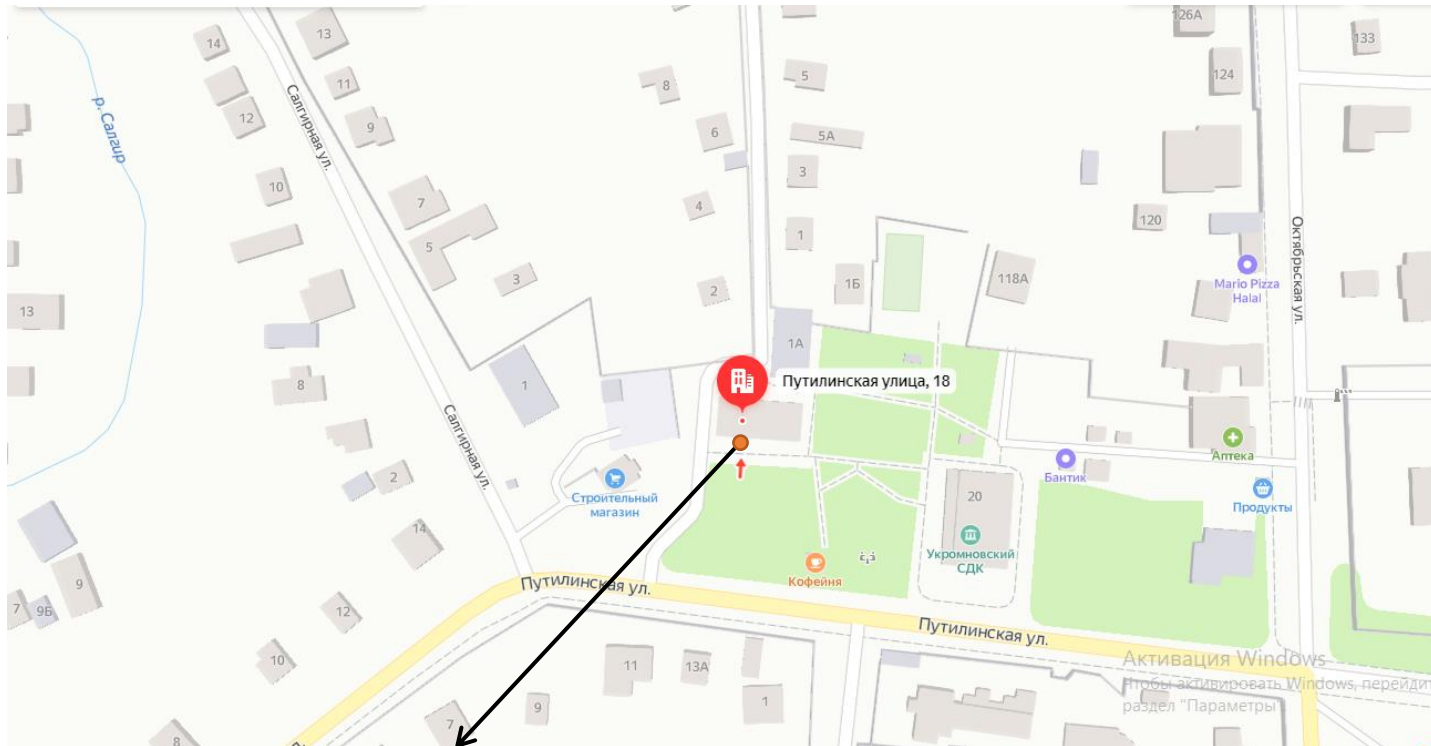 126А
133
14
13
124
5
11
8
12
9
р. Салгир
Салгирная ул.
6
5А
3
10
7
4
120
1
5
Октябрьская ул.
3
118А
2
1Б
Mario Pizza
Halal
13
1А
Путилинская улица, 18
8
1
Салгирная ул.
Аптека
Бантик
2
Строительный
магазин
20
Продукты
14
Укромновский
СДК
Кофейня
9
7
9Б
12
Путилинская ул.
Путилинская ул.
10
11
13А
Активация Windows
Чтобы активировать Windows, перейдит
раздел "Параметры
1
9
7
8